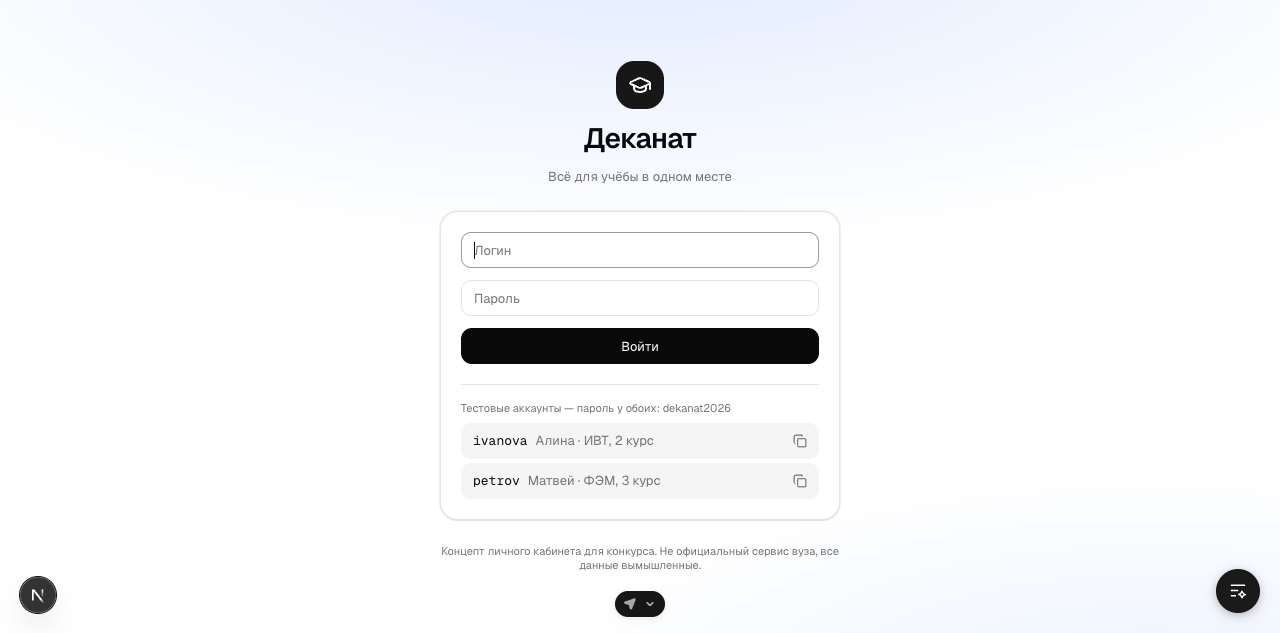 Деканат
Всё для учёбы в одном месте
Логин
Пароль
Войти
Тестовые аккаунты — пароль у обоих: dekanat2026
ivanova Алина · ИВТ, 2 курс
petrov Матвей · ФЭМ, 3 курс
Концепт личного кабинета для конкурса. Не официальный сервис вуза, все
данные вымышленные.
N